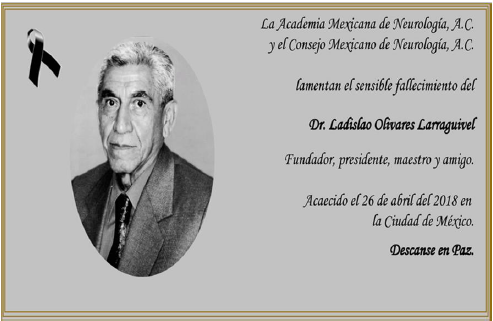 La Academia Mexicana de Neurología, A.C.
y el Consejo Mexicano de Neurología, A.C.
lamentan el sensible fallecimiento del
Dr. Ladislao Olivares Larraguivel
Fundador, presidente, maestro y amigo.
Acaecido el 26 de abril del 2018 en
la Ciudad de México.
Descanse en Paz.